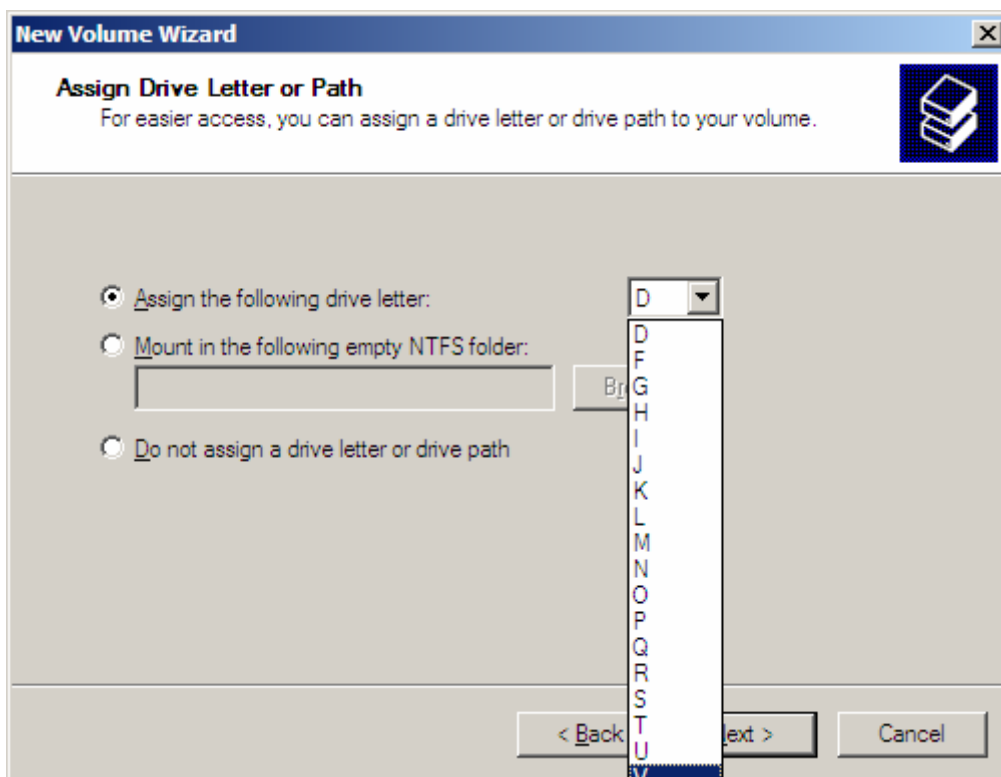 New Volume Wizard
Assign Drive Letter or Path
For easier access, you can assign a drive letter or drive path to your volume.
Assign the following drive letter:
D
Mount in the following empty NTFS folder:
Do not assign a drive letter or drive path
D
F
G
H
I
J
K
L
M
N
O
P
Q
R
S
T
U
V
< Back
Cancel